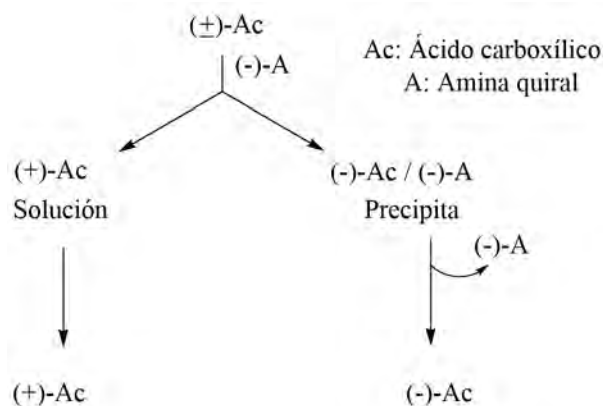 (±)-Ac
(-)-A
Ac: Ácido carboxílico
A: Amina quiral
(+)-Ac
Solución
(-)-Ac / (-)-A
Precipita
(-)-A
(+)-Ac
(-)-Ac